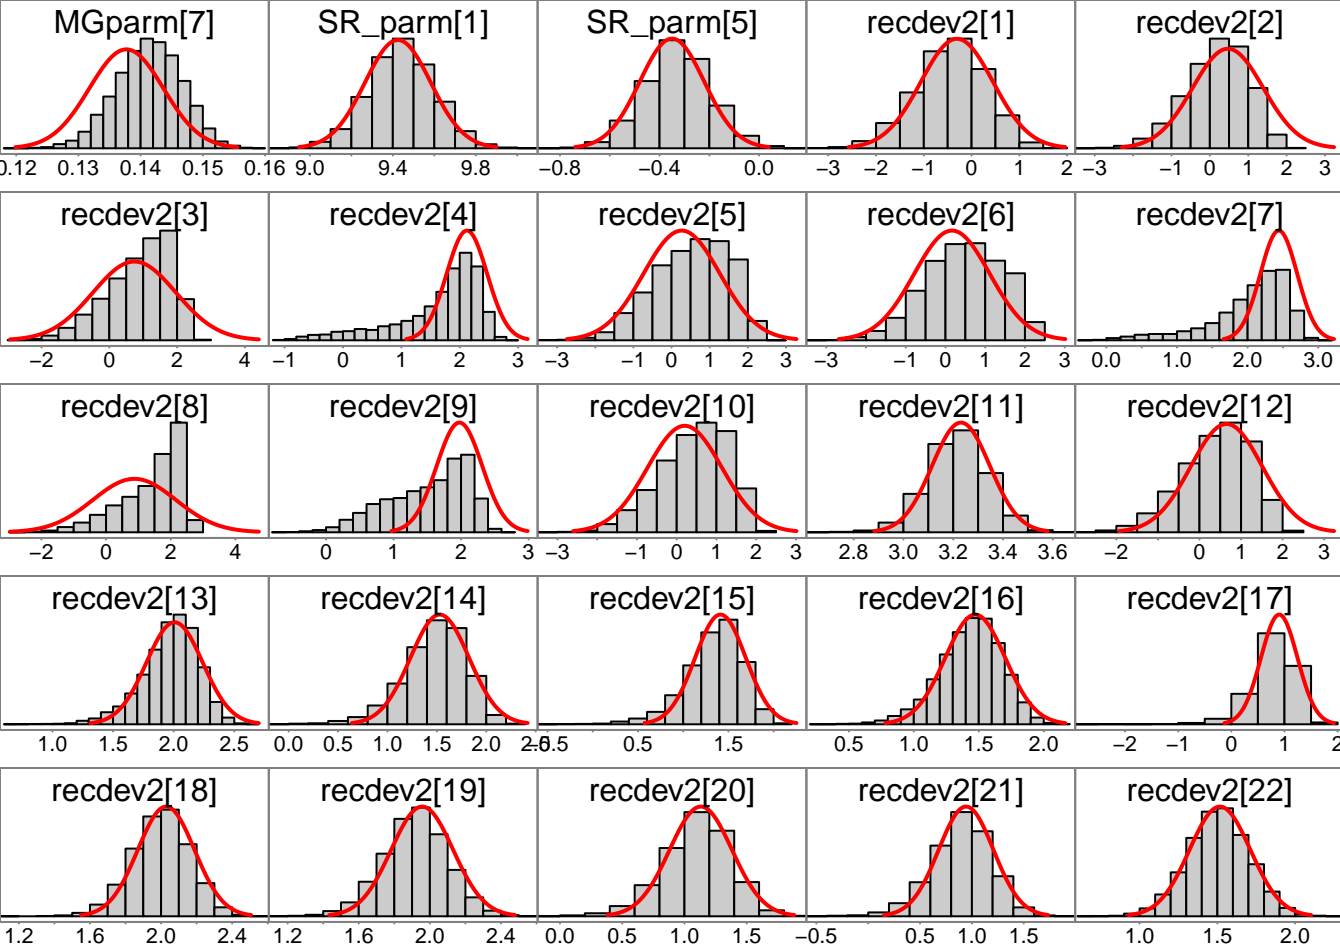 MGparm[7] SR_parm[1] SR_parm[5] recdev2[1] recdev2[2]
0.12 0.13 0.14 0.15 0.16 9.0 9.4 9.8 −0.8 −0.4 0.0 −3 −2 −1 0 1 2 −3 −1 0 1 3
recdev2[3] recdev2[4] recdev2[5] recdev2[6] recdev2[7]
−2 0 2 4 −1 0 1 2 3 −3 −1 0 1 2 3 −3 −1 0 1 2 3 0.0 1.0 2.0 3.0
recdev2[8] recdev2[9] recdev2[10] recdev2[11] recdev2[12]
−2 0 2 4 0 1 2 3 −3 −1 0 1 2 3 2.8 3.0 3.2 3.4 3.6 −2 0 1 2 3
recdev2[13] recdev2[14] recdev2[15] recdev2[16] recdev2[17]
1.0 1.5 2.0 2.5 0.0 0.5 1.0 1.5 2.0 0.5 1.5 0.5 1.0 1.5 2.0 −2 −1 0 1 2
recdev2[18] recdev2[19] recdev2[20] recdev2[21] recdev2[22]
1.2 1.6 2.0 2.4 1.2 1.6 2.0 2.4 0.0 0.5 1.0 1.5 −0.5 0.5 1.0 1.5 1.0 1.5 2.0